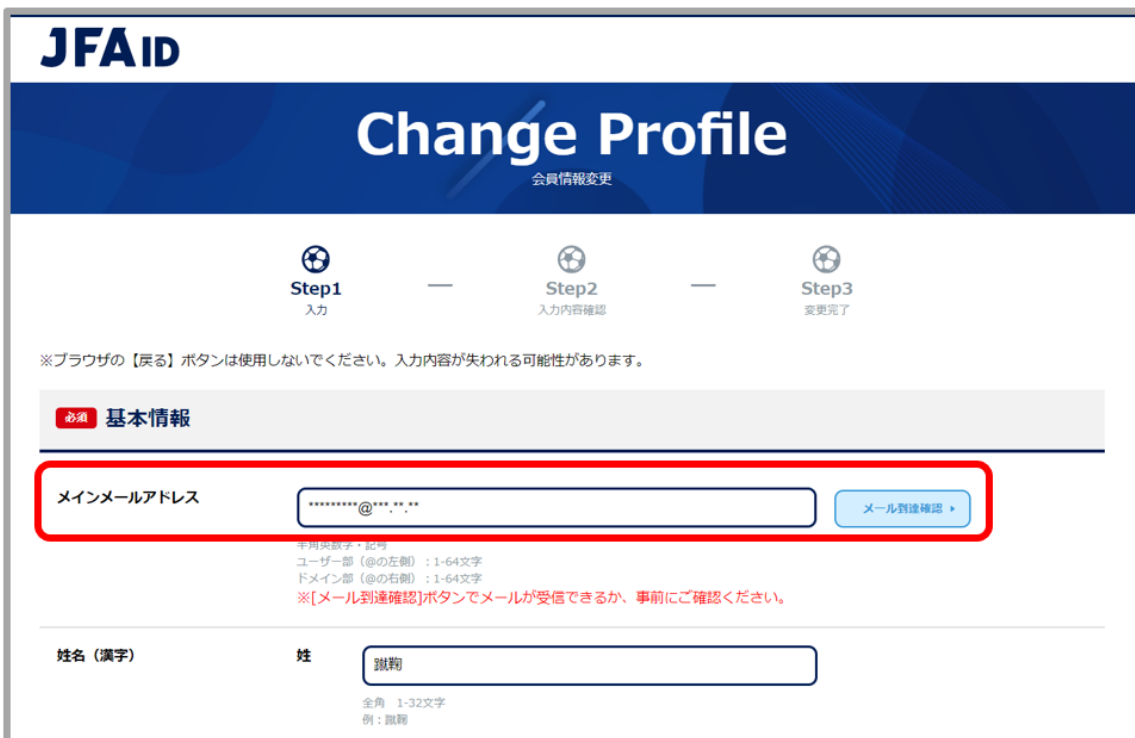 JFA ID
Change Profile
会員情報変更
Step1 — Step2 — Step3
入力 入力内容確認 変更完了
※ブラウザの【戻る】ボタンは使用しないでください。入力内容が失われる可能性があります。
必須 基本情報
メインメールアドレス *********@***.**.** メール到達確認
半角英数字・記号
ユーザー部（@の左側）：1-64文字
ドメイン部（@の右側）：1-64文字
※[メール到達確認]ボタンでメールが受信できるか、事前にご確認ください。
姓名（漢字） 姓 蹴鞠
全角 1-32文字
例：蹴鞠